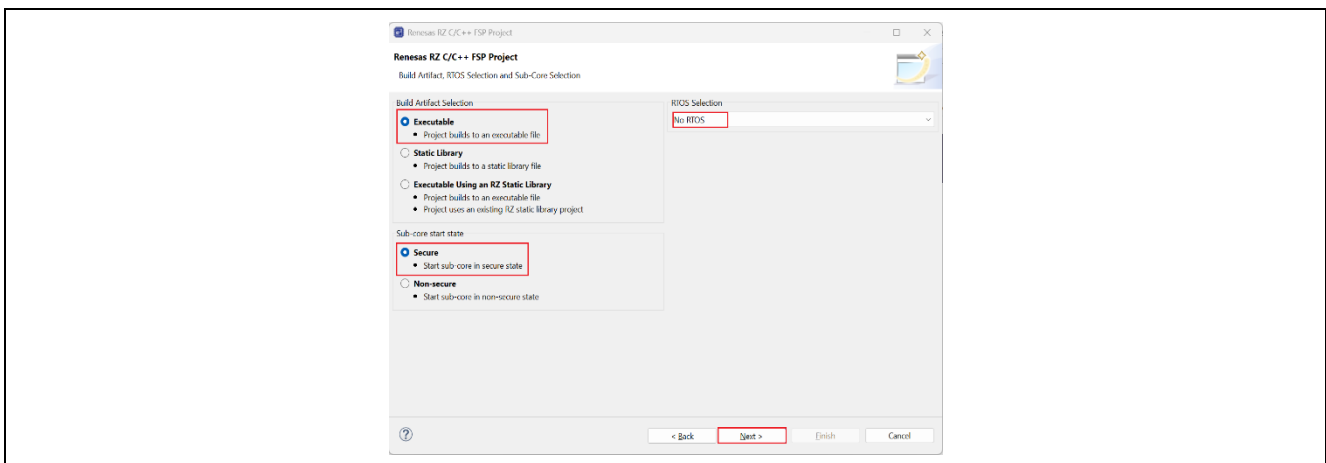 Renesas RZ C/C++ FSP Project
Renesas RZ C/C++ FSP Project
Build Artifact, RTOS Selection and Sub-Core Selection
Build Artifact Selection
Executable
• Project builds to an executable file
Static Library
• Project builds to a static library file
Executable Using an RZ Static Library
• Project builds to an executable file
• Project uses an existing RZ static library project
Sub-core start state
Secure
• Start sub-core in secure state
Non-secure
• Start sub-core in non-secure state
RTOS Selection
No RTOS
< Back
Next >
Finish
Cancel